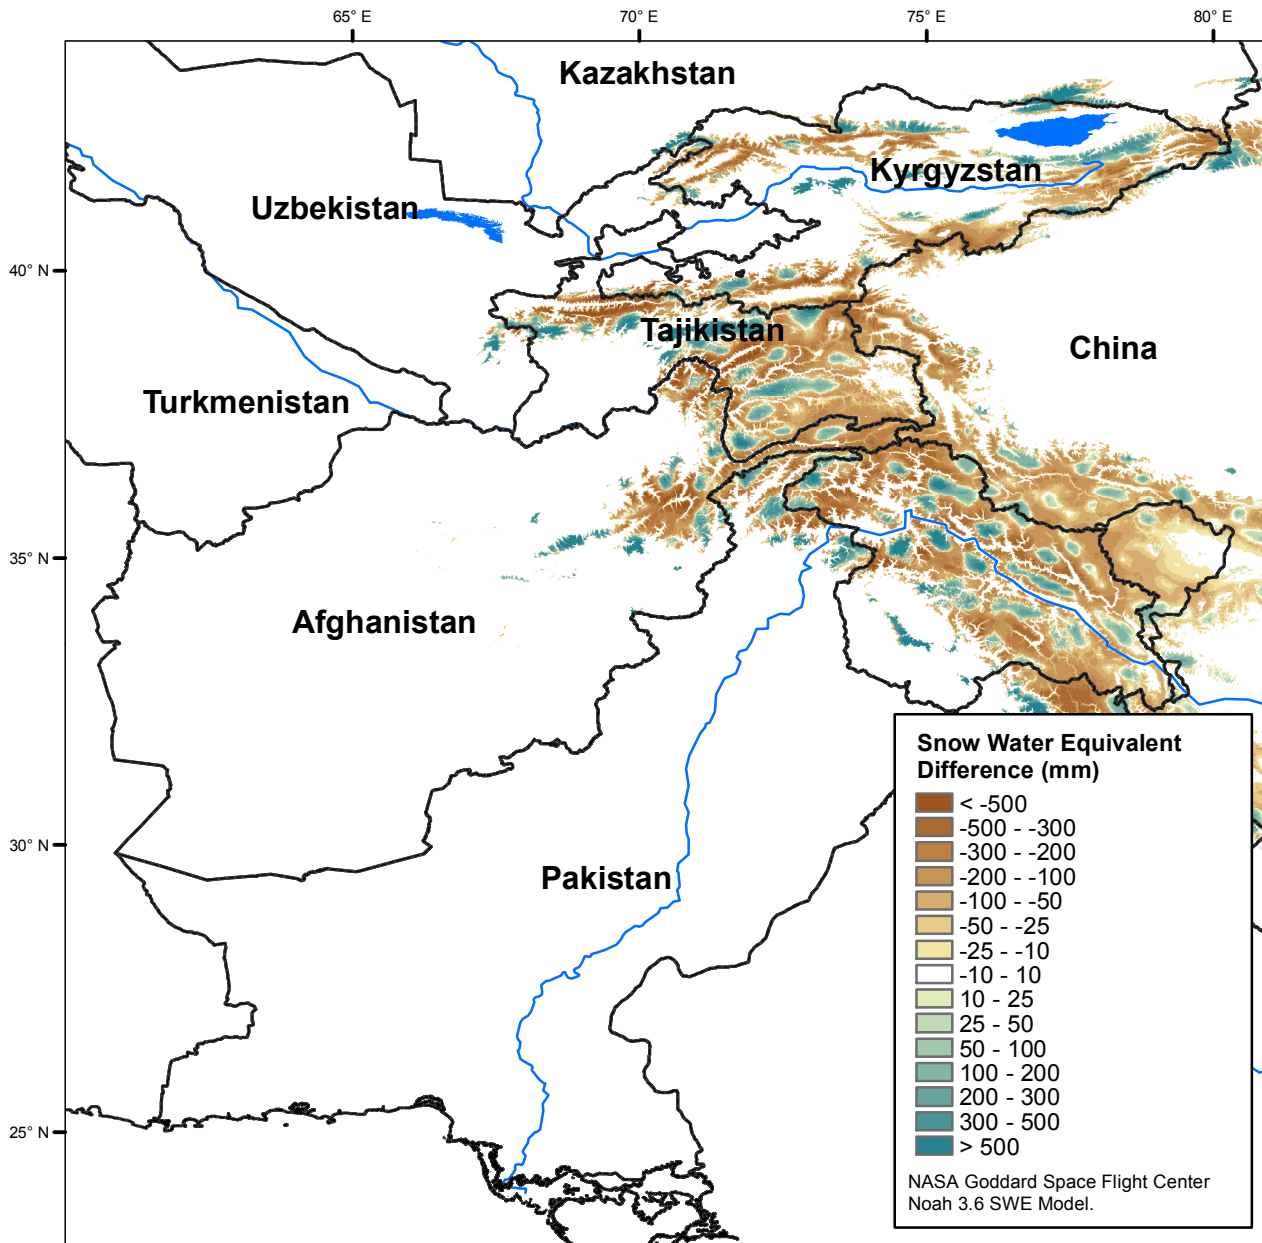 65° E
70° E
75° E
80° E
Kazakhstan
Kyrgyzstan
Uzbekistan
40° N
Tajikistan
China
Turkmenistan
35° N
Afghanistan
30° N
Pakistan
25° N
Snow Water Equivalent
Difference (mm)
< -500
-500 - -300
-300 - -200
-200 - -100
-100 - -50
-50 - -25
-25 - -10
-10 - 10
10 - 25
25 - 50
50 - 100
100 - 200
200 - 300
300 - 500
> 500
NASA Goddard Space Flight Center
Noah 3.6 SWE Model.